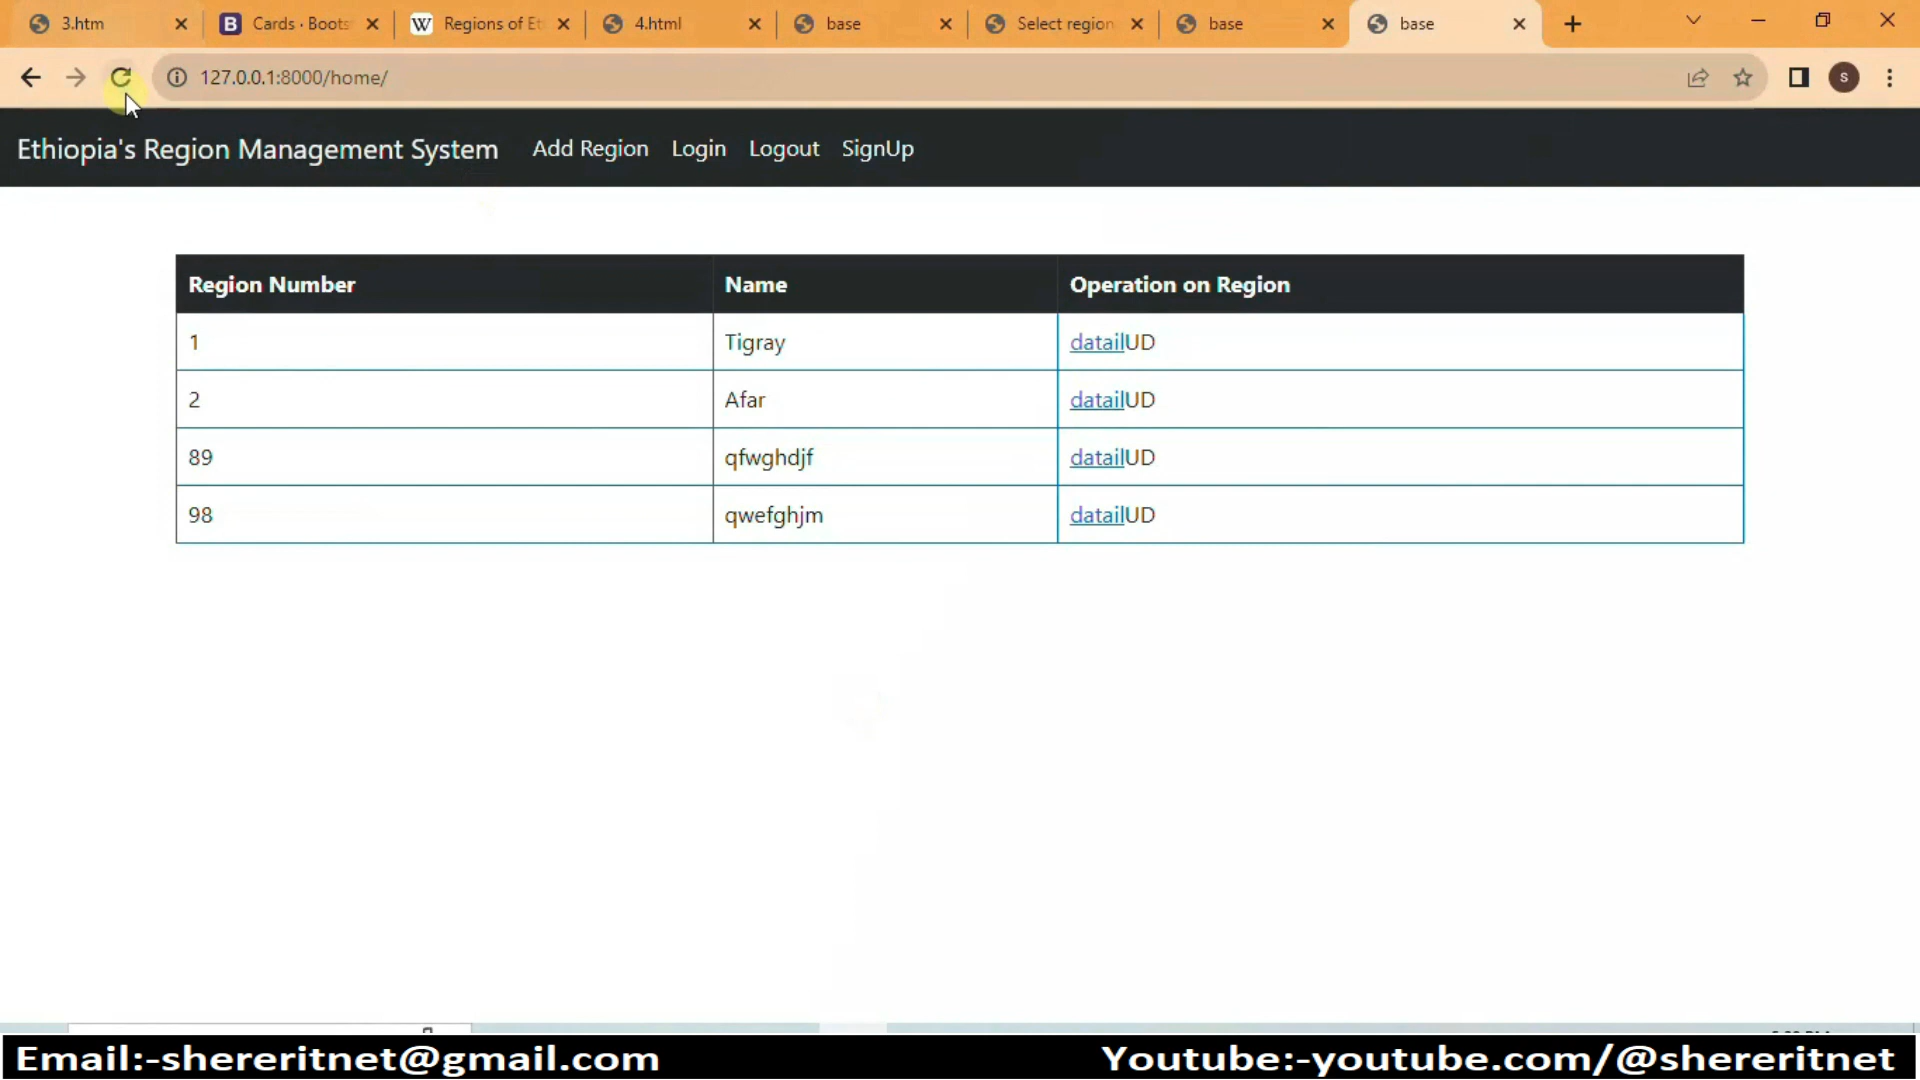 3.htm
B Cards · Boots
W Regions of Et
4.html
base
Select region
base
base
127.0.0.1:8000/home/
S
Ethiopia's Region Management System Add Region Login Logout SignUp
Region Number Name Operation on Region
1 Tigray datailUD
2 Afar datailUD
89 qfwghdjf datailUD
98 qwefghjm datailUD
Email:-shereritnet@gmail.com Youtube:-youtube.com/@shereritnet